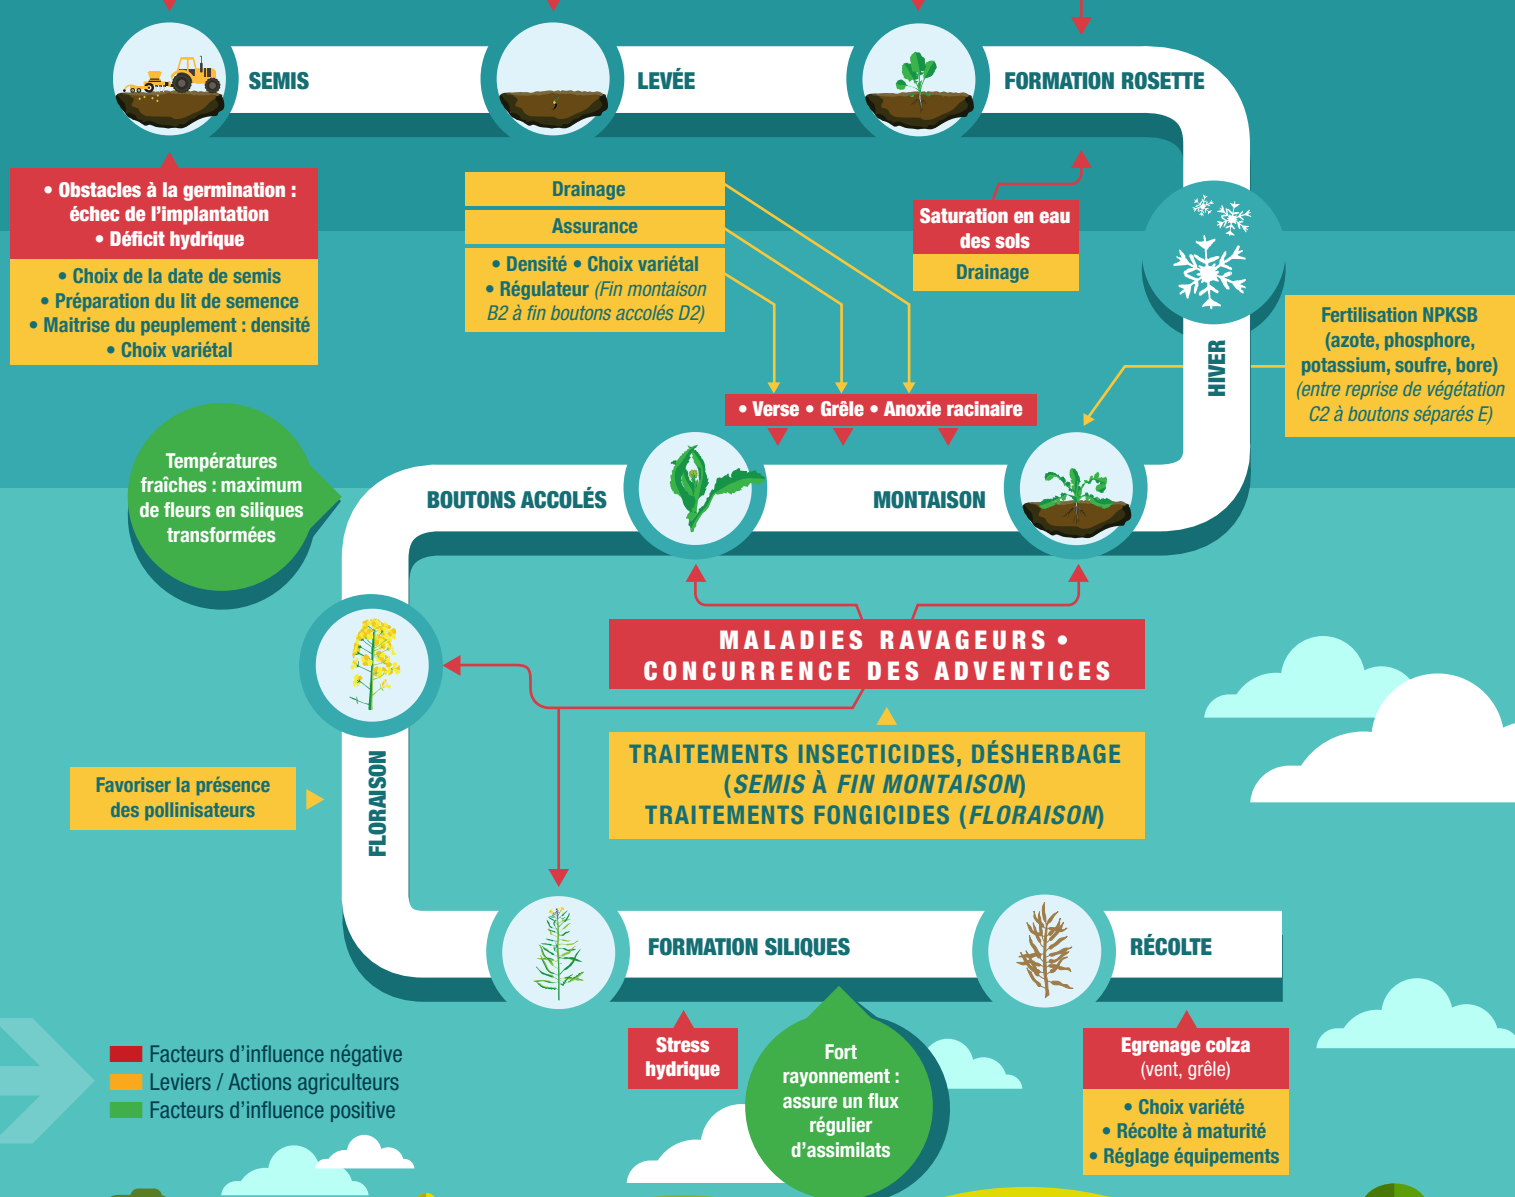 SEMIS
LEVÉE
FORMATION ROSETTE
• Obstacles à la germination :
échec de l'implantation
• Déficit hydrique
• Choix de la date de semis
• Préparation du lit de semence
• Maitrise du peuplement : densité
• Choix variétal
Drainage
Assurance
• Densité • Choix variétal
• Régulateur (Fin montaison
B2 à fin boutons accolés D2)
Saturation en eau
des sols
Drainage
HIVER
Fertilisation NPKSB
(azote, phosphore,
potassium, soufre, bore)
(entre reprise de végétation
C2 à boutons séparés E)
• Verse • Grêle • Anoxie racinaire
Températures
fraîches : maximum
de fleurs en siliques
transformées
BOUTONS ACCOLÉS
MONTAISON
MALADIES RAVAGEURS •
CONCURRENCE DES ADVENTICES
TRAITEMENTS INSECTICIDES, DÉSHERBAGE
(SEMIS À FIN MONTAISON)
TRAITEMENTS FONGICIDES (FLORAISON)
Favoriser la présence
des pollinisateurs
FLORAISON
FORMATION SILIQUES
RÉCOLTE
Facteurs d'influence négative
Leviers / Actions agriculteurs
Facteurs d'influence positive
Stress
hydrique
Fort
rayonnement :
assure un flux
régulier
d'assimilats
Egrenage colza
(vent, grêle)
• Choix variété
• Récolte à maturité
• Réglage équipements